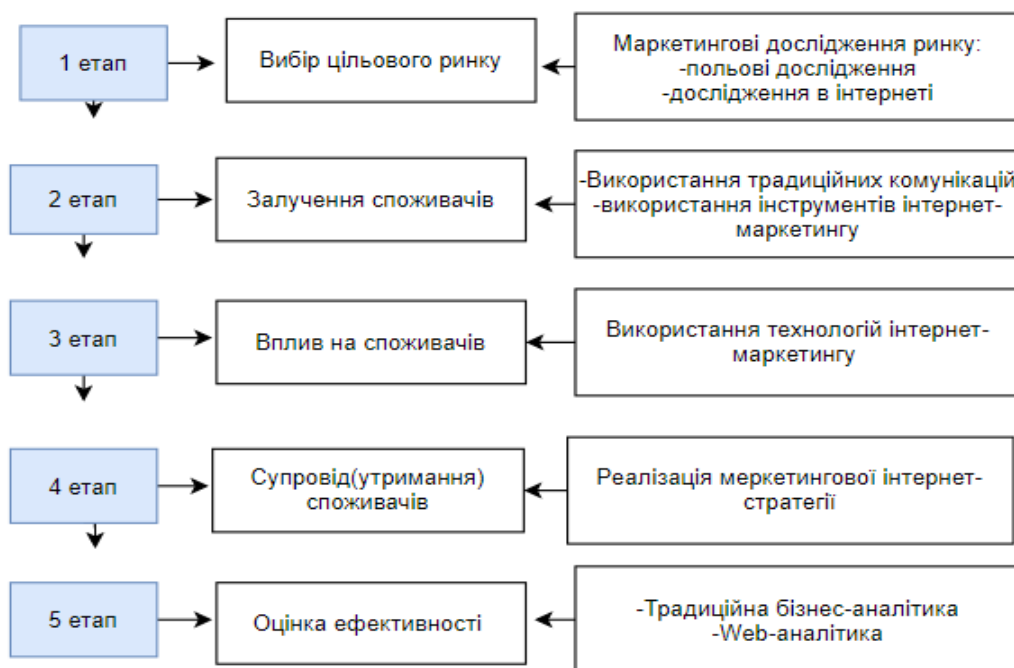 1 етап
Вибір цільового ринку
Маркетингові дослідження ринку:
-польові дослідження
-дослідження в інтернеті
2 етап
Залучення споживачів
-Використання традиційних комунікацій
-використання інструментів інтернет-
маркетингу
3 етап
Вплив на споживачів
Використання технологій інтернет-
маркетингу
4 етап
Супровід(утримання)
споживачів
Реалізація меркетингової інтернет-
стратегії
5 етап
Оцінка ефективності
-Традиційна бізнес-аналітика
-Web-аналітика